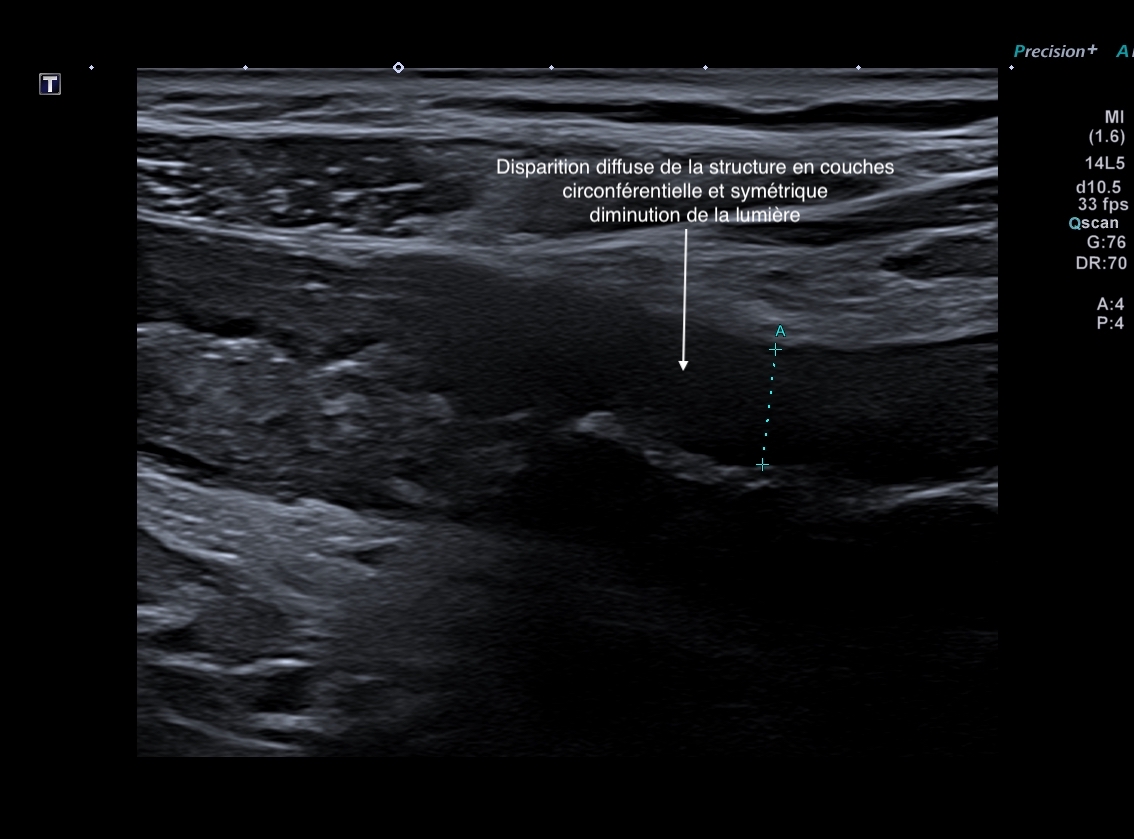 Precision+ A
T
MI
(1.6)
14L5
d10.5
33 fps
Qscan
G:76
DR:70
A:4
P:4
Disparition diffuse de la structure en couches
circonférentielle et symétrique
diminution de la lumière
A